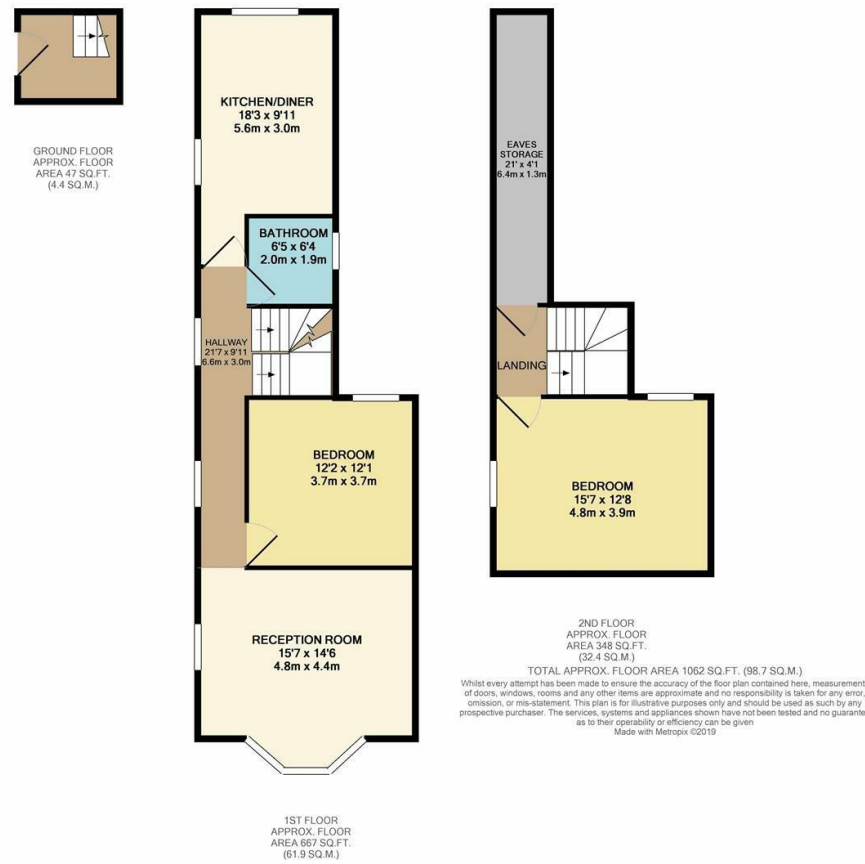 GROUND FLOOR
APPROX. FLOOR
AREA 47 SQ.FT.
(4.4 SQ.M.)
KITCHEN/DINER
18'3 x 9'11
5.6m x 3.0m
BATHROOM
6'5 x 6'4
2.0m x 1.9m
HALLWAY
21'7 x 9'11
6.6m x 3.0m
BEDROOM
12'2 x 12'1
3.7m x 3.7m
RECEPTION ROOM
15'7 x 14'6
4.8m x 4.4m
1ST FLOOR
APPROX. FLOOR
AREA 667 SQ.FT.
(61.9 SQ.M.)
EAVES
STORAGE
21' x 4'1
6.4m x 1.3m
LANDING
BEDROOM
15'7 x 12'8
4.8m x 3.9m
2ND FLOOR
APPROX. FLOOR
AREA 348 SQ.FT.
(32.4 SQ.M.)
TOTAL APPROX. FLOOR AREA 1062 SQ.FT. (98.7 SQ.M.)
Whilst every attempt has been made to ensure the accuracy of the floor plan contained here, measurement
of doors, windows, rooms and any other items are approximate and no responsibility is taken for any error,
omission, or mis-statement. This plan is for illustrative purposes only and should be used as such by any
prospective purchaser. The services, systems and appliances shown have not been tested and no guarante
as to their operability or efficiency can be given
Made with Metropix ©2019